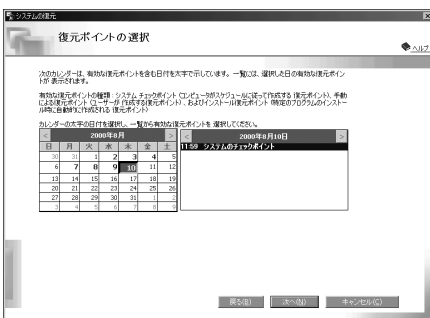 システムの復元
復元ポイントの選択
ヘルプ
次のカレンダーは、有効な復元ポイントを含む日付を太字で示しています。一覧には、選択した日の有効な復元ポイン
トが表示されます。
有効な復元ポイントの種類 : システム チェックポイント (コンピュータがスケジュールに従って作成する 復元ポイント)、手動
による復元ポイント (ユーザーが 作成する復元ポイント) 、およびインストール復元ポイント (特定のプログラムのインストー
ル時に自動的に作成される 復元ポイント)
カレンダーの太字の日付を選択し、一覧から有効な復元ポイントを 選択してください。
< 2000年8月 >
日 月 火 水 木 金 土
30 31 1 2 3 4 5
6 7 8 9 10 11 12
13 14 15 16 17 18 19
20 21 22 23 24 25 26
27 28 29 30 31 1 2
3 4 5 6 7 8 9
< 2000年8月10日 >
11:59 システムのチェックポイント
戻る(B) 次へ(N) キャンセル(C)